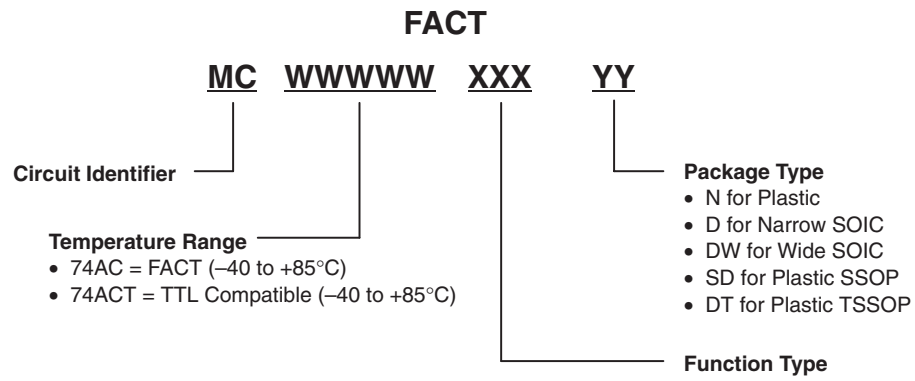 FACT
MC WWWWW XXX YY
Circuit Identifier
Temperature Range
• 74AC = FACT (–40 to +85°C)
• 74ACT = TTL Compatible (–40 to +85°C)
Package Type
• N for Plastic
• D for Narrow SOIC
• DW for Wide SOIC
• SD for Plastic SSOP
• DT for Plastic TSSOP
Function Type